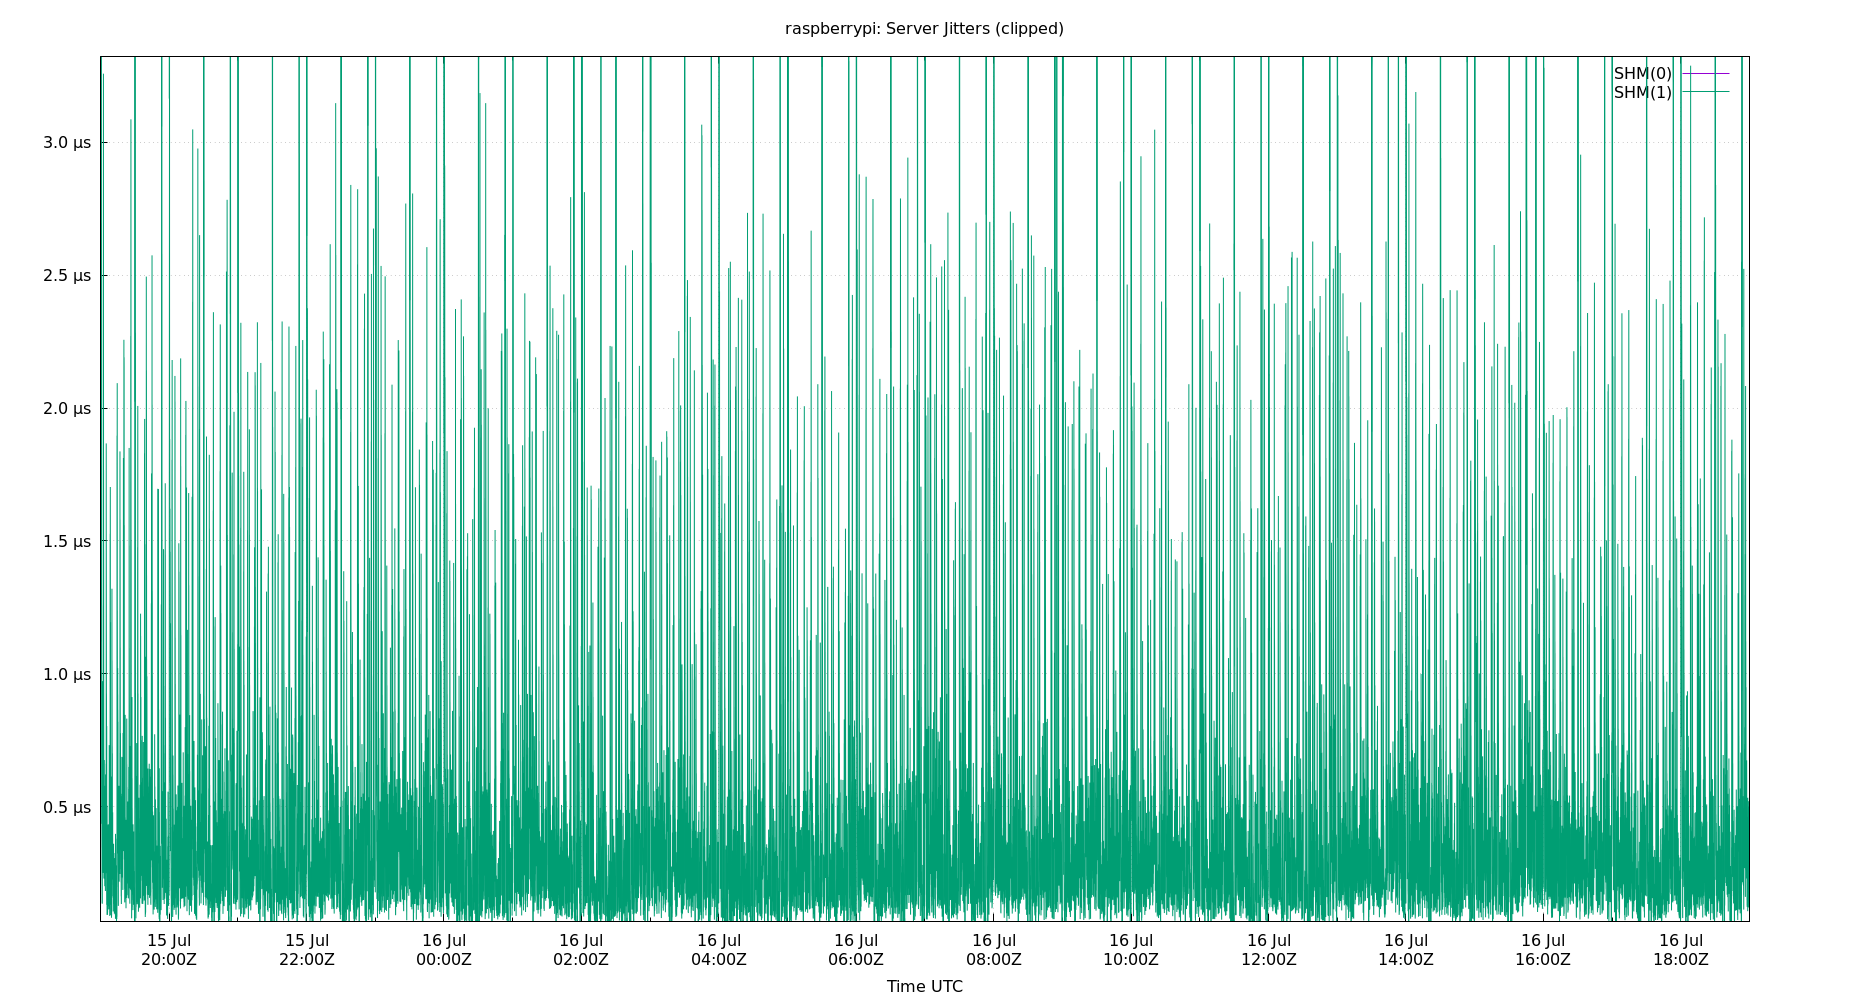 raspberrypi: Server Jitters (clipped)
SHM(0)
SHM(1)
3.0 µs
2.5 µs
2.0 µs
1.5 µs
1.0 µs
0.5 µs
15 Jul 15 Jul 16 Jul 16 Jul 16 Jul 16 Jul 16 Jul 16 Jul 16 Jul 16 Jul 16 Jul 16 Jul
20:00Z 22:00Z 00:00Z 02:00Z 04:00Z 06:00Z 08:00Z 10:00Z 12:00Z 14:00Z 16:00Z 18:00Z
Time UTC